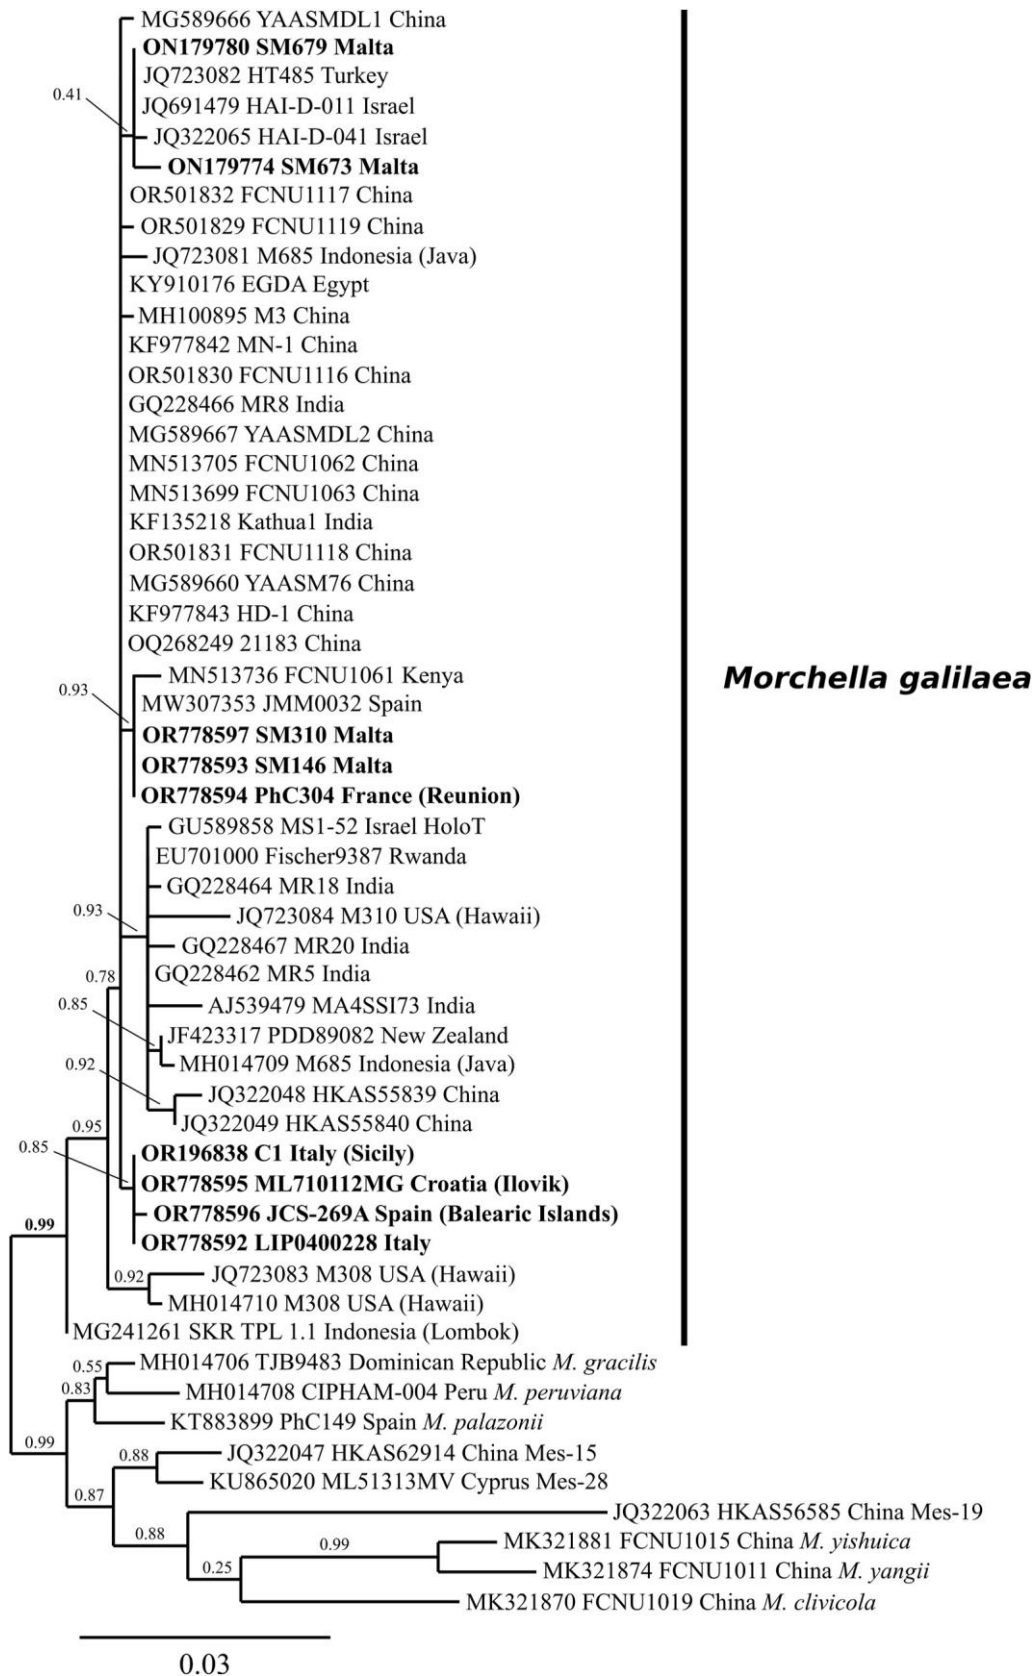 MG589666 YAASMDL1 China
ON179780 SM679 Malta
JQ723082 HT485 Turkey
0.41
JQ691479 HAI-D-011 Israel
JQ322065 HAI-D-041 Israel
ON179774 SM673 Malta
OR501832 FCNU1117 China
OR501829 FCNU1119 China
JQ723081 M685 Indonesia (Java)
KY910176 EGDA Egypt
MH100895 M3 China
KF977842 MN-1 China
OR501830 FCNU1116 China
GQ228466 MR8 India
MG589667 YAASMDL2 China
MN513705 FCNU1062 China
MN513699 FCNU1063 China
KF135218 Kathua1 India
OR501831 FCNU1118 China
MG589660 YAASM76 China
KF977843 HD-1 China
OQ268249 21183 China
MN513736 FCNU1061 Kenya
Morchella galilaea
0.93
MW307353 JMM0032 Spain
OR778597 SM310 Malta
OR778593 SM146 Malta
OR778594 PhC304 France (Reunion)
GU589858 MS1-52 Israel HoloT
EU701000 Fischer9387 Rwanda
GQ228464 MR18 India
0.93
JQ723084 M310 USA (Hawaii)
GQ228467 MR20 India
GQ228462 MR5 India
0.78
AJ539479 MA4SSI73 India
0.85
JF423317 PDD89082 New Zealand
MH014709 M685 Indonesia (Java)
0.92
JQ322048 HKAS55839 China
JQ322049 HKAS55840 China
0.95
0.85
OR196838 C1 Italy (Sicily)
OR778595 ML710112MG Croatia (Ilovik)
OR778596 JCS-269A Spain (Balearic Islands)
0.99
OR778592 LIP0400228 Italy
0.92
JQ723083 M308 USA (Hawaii)
MH014710 M308 USA (Hawaii)
MG241261 SKR TPL 1.1 Indonesia (Lombok)
0.55
MH014706 TJB9483 Dominican Republic M. gracilis
0.83
MH014708 CIPHAM-004 Peru M. peruviana
KT883899 PhC149 Spain M. palazonii
0.99
0.88
JQ322047 HKAS62914 China Mes-15
KU865020 ML51313MV Cyprus Mes-28
0.87
JQ322063 HKAS56585 China Mes-19
0.88
MK321881 FCNU1015 China M. yishuica
0.99
0.25
MK321874 FCNU1011 China M. yangii
MK321870 FCNU1019 China M. clivicola
0.03